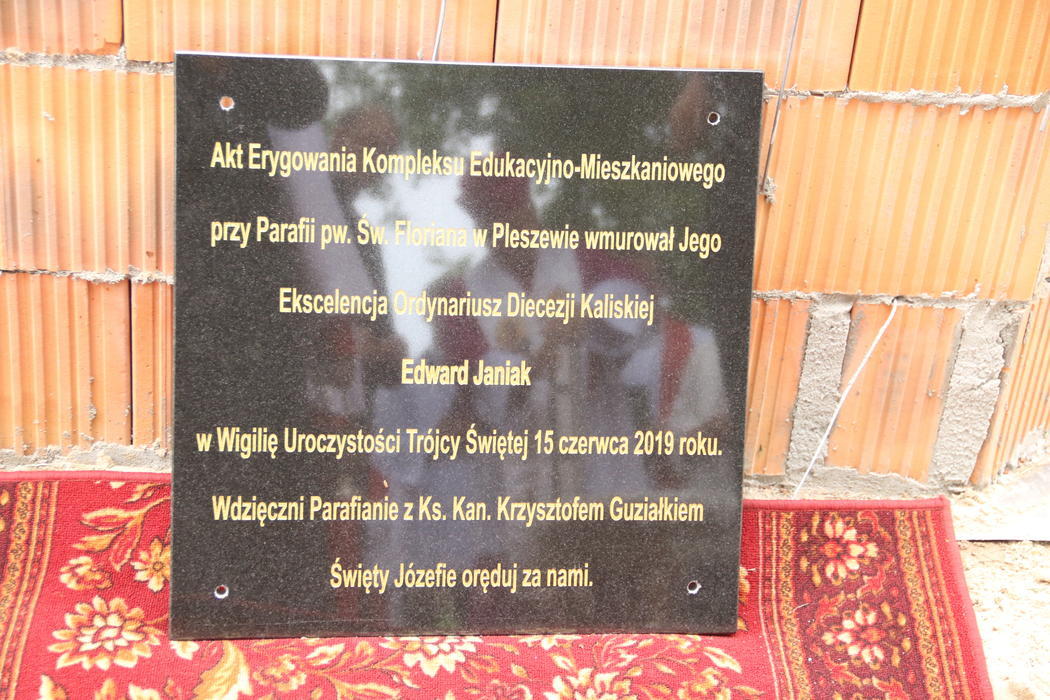 Akt Erygowania Kompleksu Edukacyjno-Mieszkaniowego
przy Parafii pw. Św. Floriana w Pleszewie wmurował Jego
Ekscelencja Ordynariusz Diecezji Kaliskiej
Edward Janiak
w Wigilię Uroczystości Trójcy Świętej 15 czerwca 2019 roku.
Wdzięczni Parafianie z Ks. Kan. Krzysztofem Guziałkiem
Święty Józefie oręduj za nami.